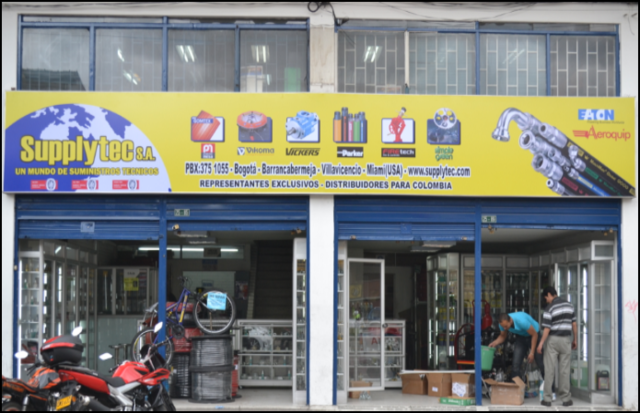 Supplytec S.A.
UN MUNDO DE SUMINISTROS TECNICOS
VICKERS
Parker
EATON
Aeroquip
PBX:375 1055 - Bogotá - Barrancabermeja - Villavicencio - Miami(USA) - www.supplytec.com
REPRESENTANTES EXCLUSIVOS - DISTRIBUIDORES PARA COLOMBIA